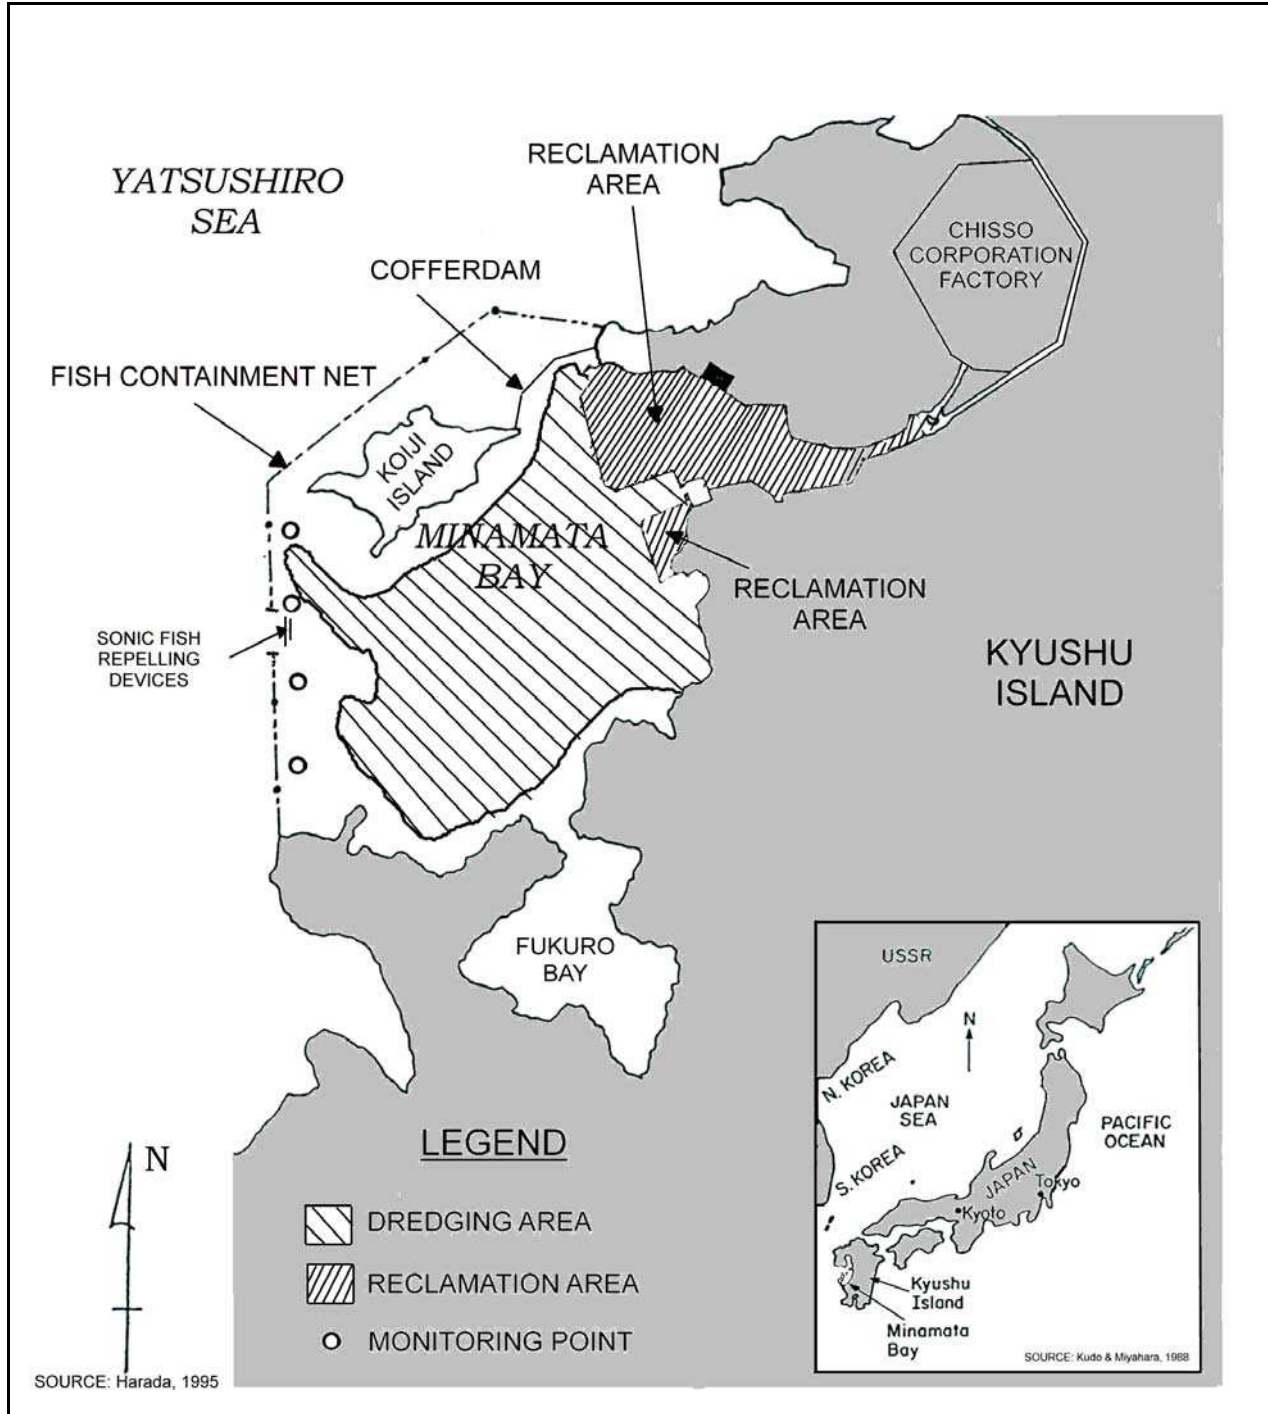 YATSUSHIRO
SEA
RECLAMATION
AREA
CHISSO
CORPORATION
FACTORY
COFFERDAM
FISH CONTAINMENT NET
KOIJI
ISLAND
MINAMATA
BAY
RECLAMATION
AREA
SONIC FISH
REPELLING
DEVICES
KYUSHU
ISLAND
FUKURO
BAY
N
LEGEND
DREDGING AREA
RECLAMATION AREA
MONITORING POINT
SOURCE: Harada, 1995
USSR
N
N. KOREA
JAPAN
SEA
PACIFIC
OCEAN
S. KOREA
JAPAN
Tokyo
Kyoto
Kyushu
Island
Minamata
Bay
SOURCE: Kudo & Miyahara, 1988